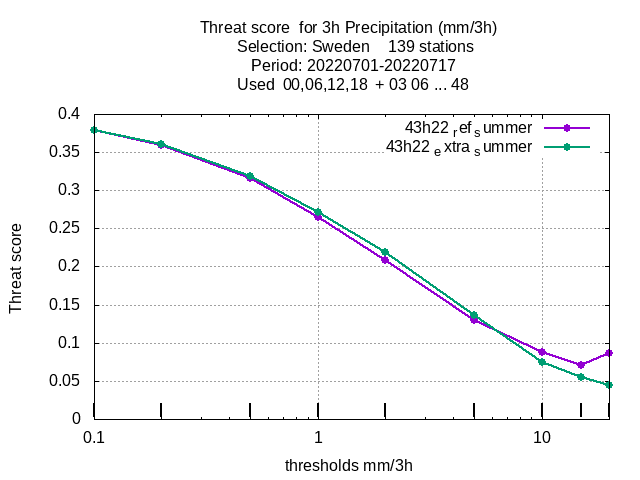 Threat score  for 3h Precipitation (mm/3h)
Selection: Sweden    139 stations
Period: 20220701-20220717
Used  00,06,12,18  + 03 06 ... 48
43h22 ref summer
43h22 extra summer
0.4
0.35
0.3
0.25
0.2
0.15
0.1
0.05
0
Threat score
0.1 1 10
thresholds mm/3h